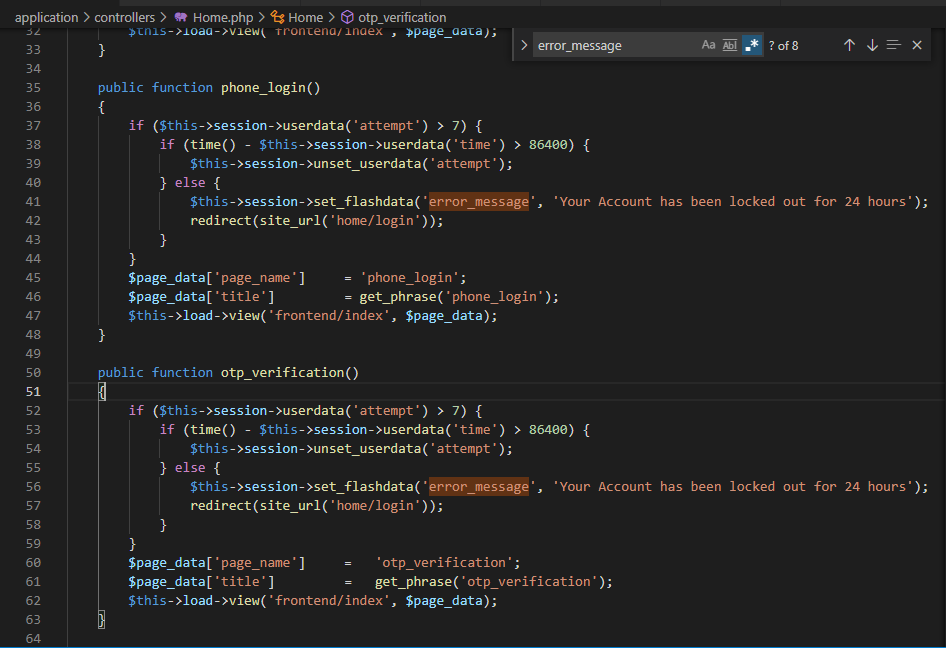 application > controllers > Home.php > Home > otp_verification
error_message Aa Abl .* ? of 8
32 $this->load->view('frontend/index', $page_data);
33 }
34
35 public function phone_login()
36 {
37 if ($this->session->userdata('attempt') > 7) {
38 if (time() - $this->session->userdata('time') > 86400) {
39 $this->session->unset_userdata('attempt');
40 } else {
41 $this->session->set_flashdata('error_message', 'Your Account has been locked out for 24 hours');
42 redirect(site_url('home/login'));
43 }
44 }
45 $page_data['page_name'] = 'phone_login';
46 $page_data['title'] = get_phrase('phone_login');
47 $this->load->view('frontend/index', $page_data);
48 }
49
50 public function otp_verification()
51 {
52 if ($this->session->userdata('attempt') > 7) {
53 if (time() - $this->session->userdata('time') > 86400) {
54 $this->session->unset_userdata('attempt');
55 } else {
56 $this->session->set_flashdata('error_message', 'Your Account has been locked out for 24 hours');
57 redirect(site_url('home/login'));
58 }
59 }
60 $page_data['page_name'] = 'otp_verification';
61 $page_data['title'] = get_phrase('otp_verification');
62 $this->load->view('frontend/index', $page_data);
63 }
64